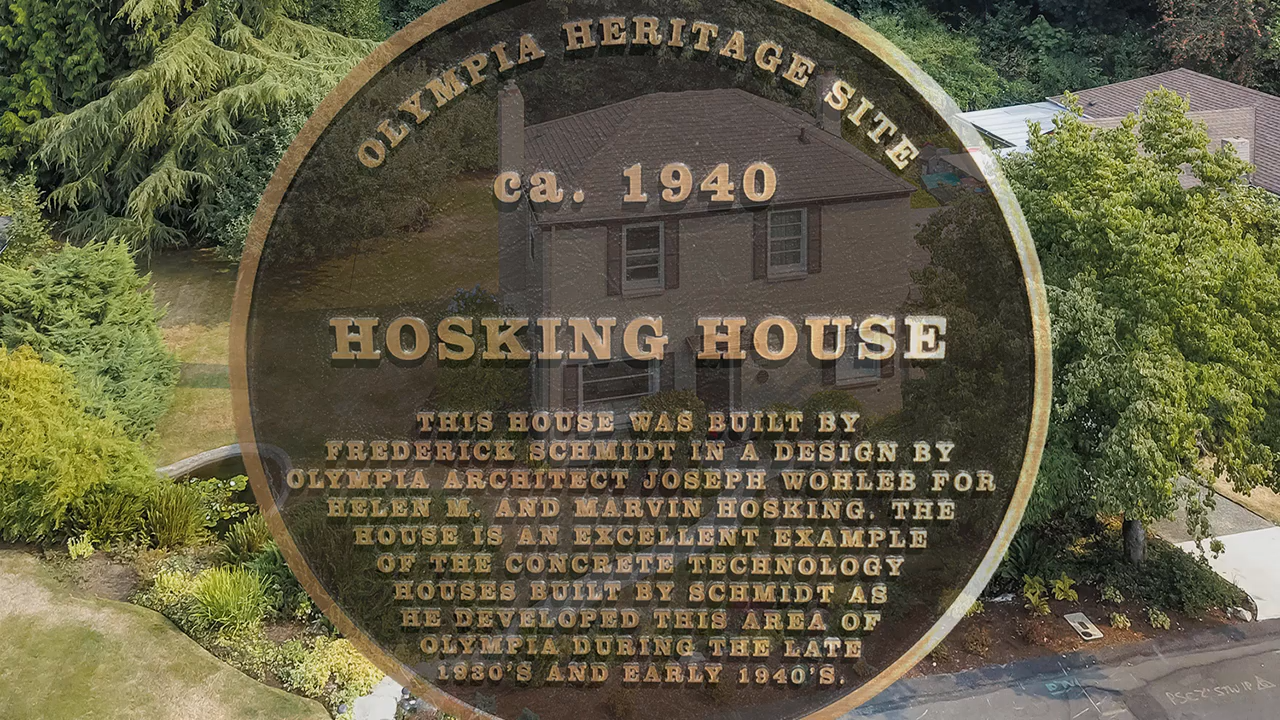 OLYMPIA HERITAGE SITE
ca. 1940
HOSKING HOUSE
THIS HOUSE WAS BUILT BY
FREDERICK SCHMIDT IN A DESIGN BY
OLYMPIA ARCHITECT JOSEPH WOHLEB FOR
HELEN M. AND MARVIN HOSKING. THE
HOUSE IS AN EXCELLENT EXAMPLE
OF THE CONCRETE TECHNOLOGY
HOUSES BUILT BY SCHMIDT AS
HE DEVELOPED THIS AREA OF
OLYMPIA DURING THE LATE
1930'S AND EARLY 1940'S.